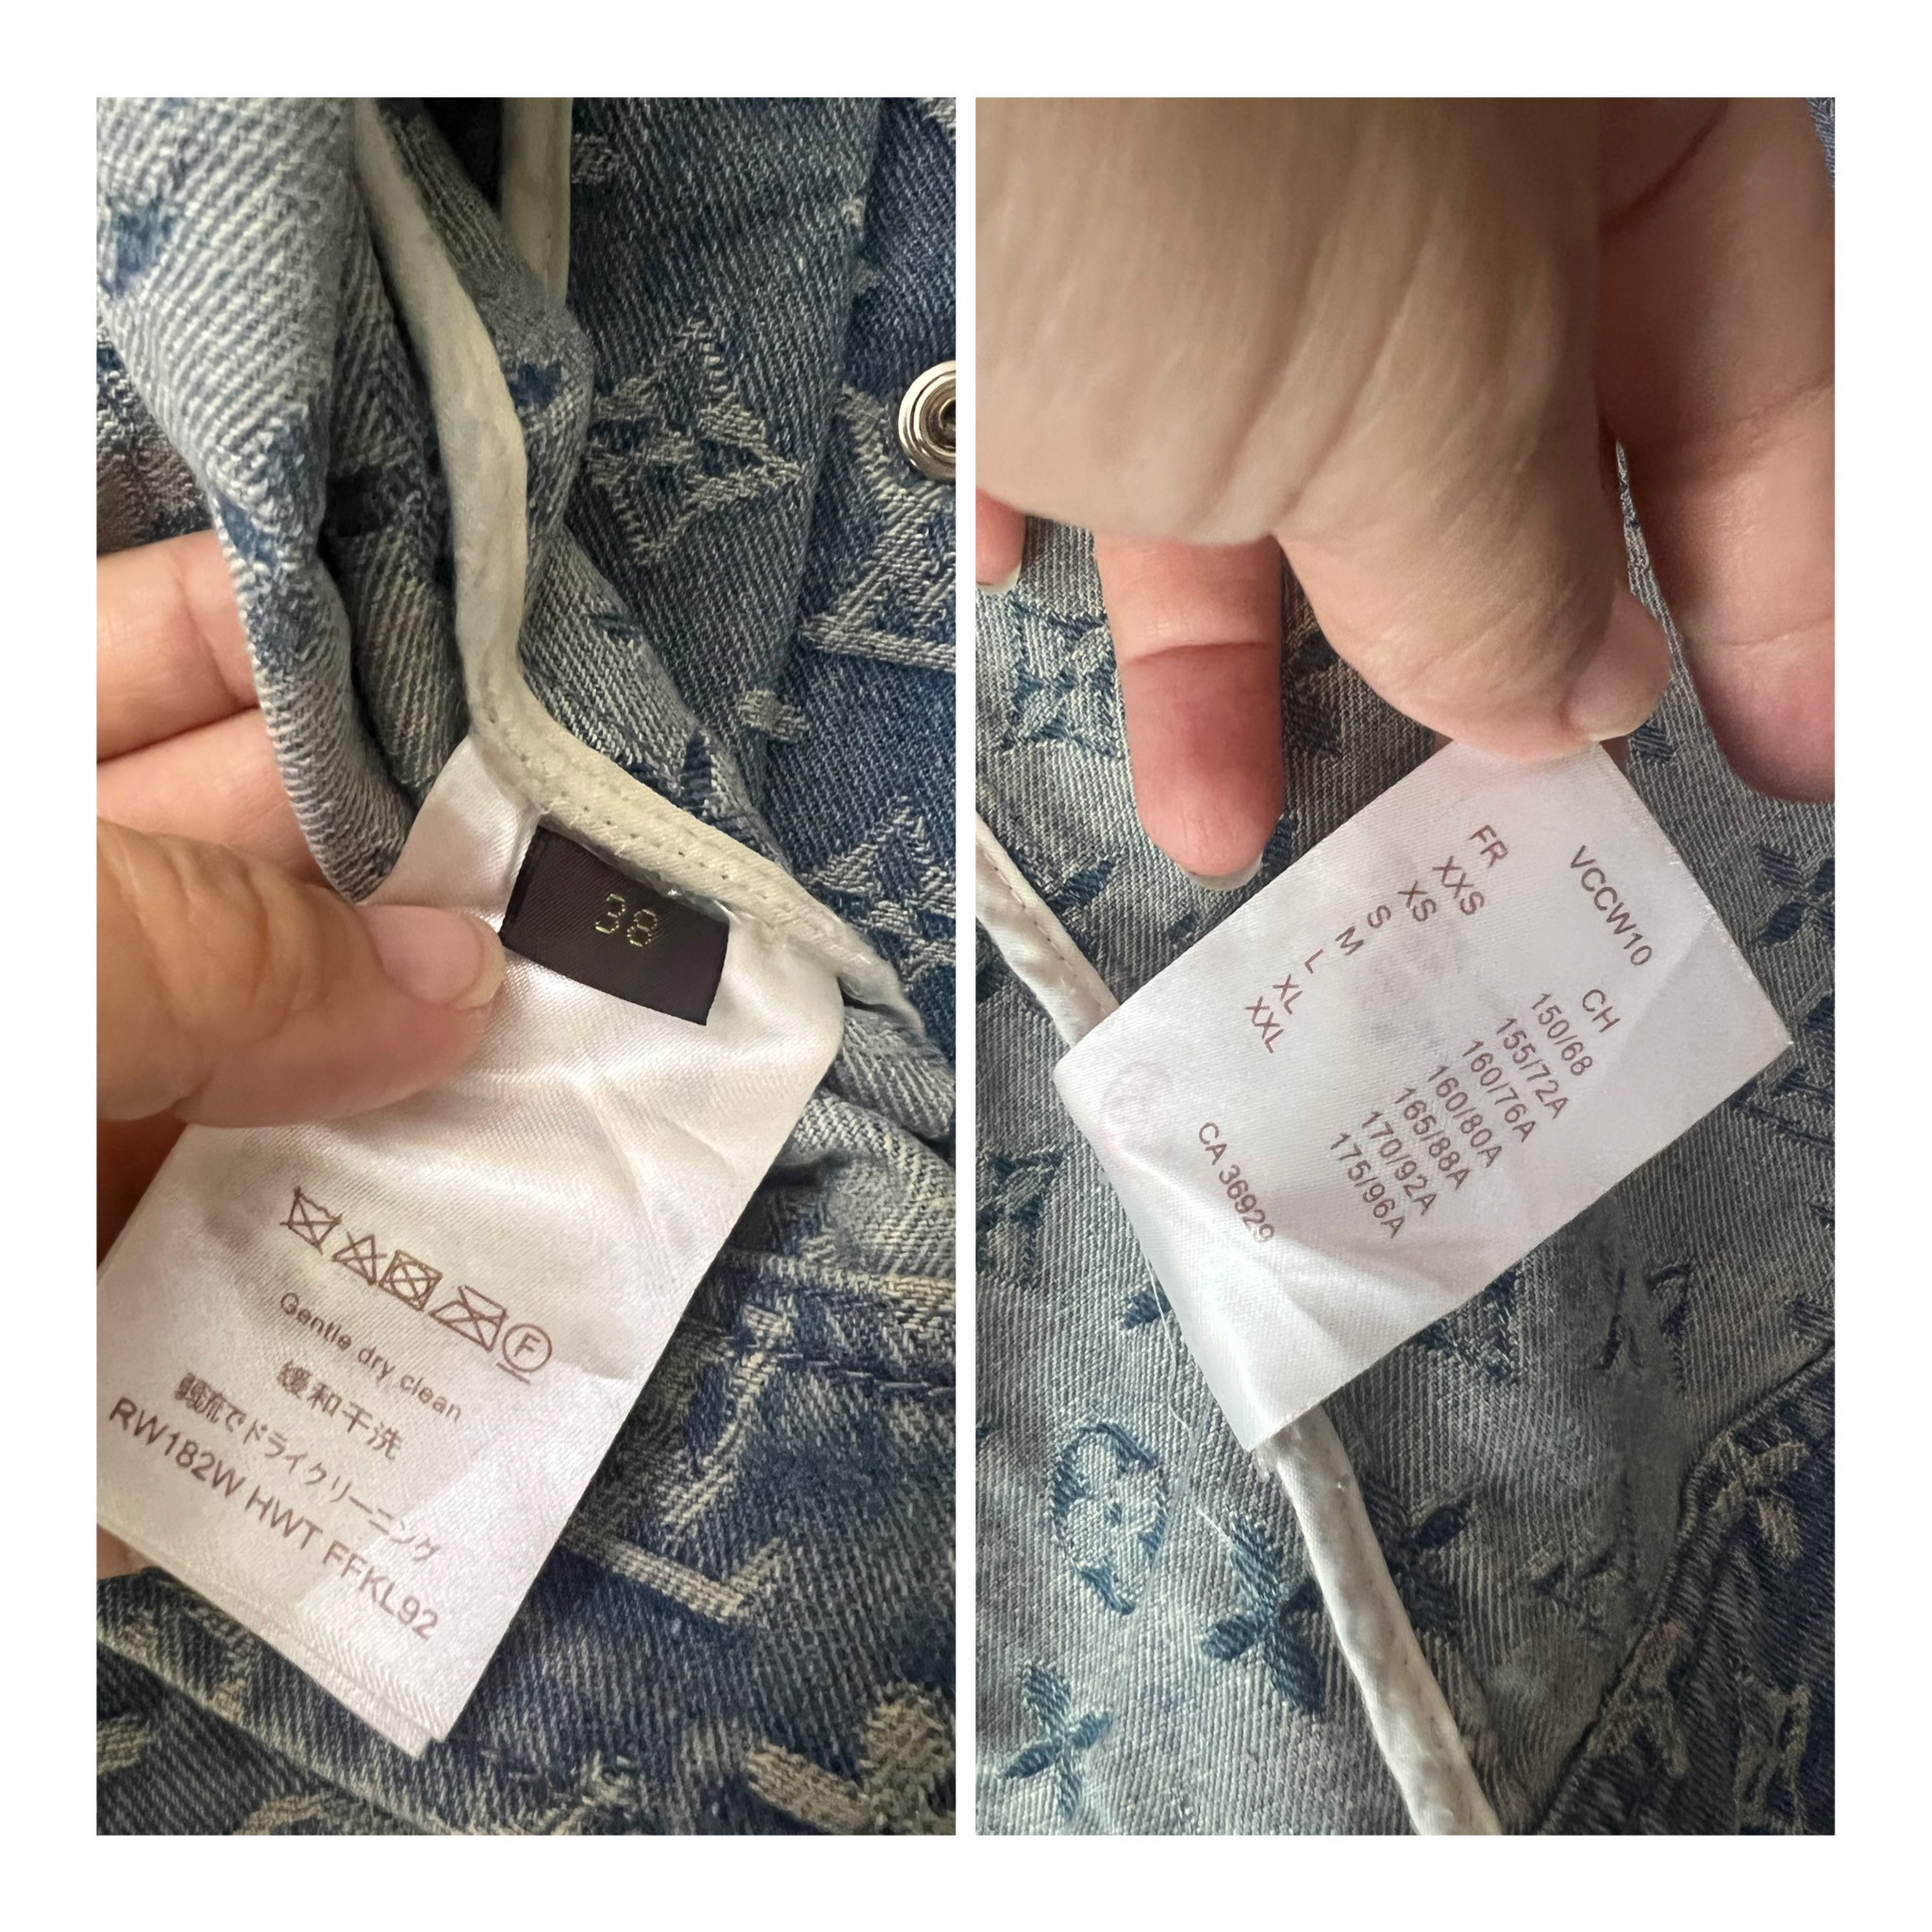 38
Gentle dry clean
缓和干洗
弱流でドライクリーニング
RW182W HWT FFKL92
VCCW10
FR CH
XXS 150/68
XS 155/72A
S 160/76A
M 160/80A
L 165/88A
XL 170/92A
XXL 175/96A
CA 36929
F